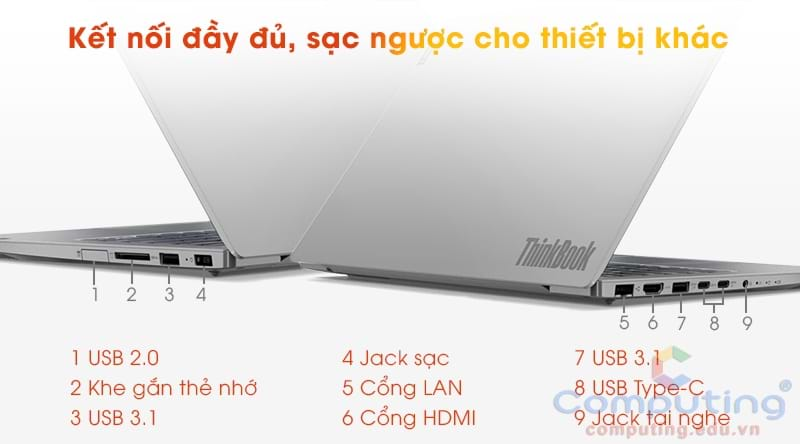 Kết nối đầy đủ, sạc ngược cho thiết bị khác
ThinkBook
1 2 3 4
5 6 7 8 9
1 USB 2.0
2 Khe gắn thẻ nhớ
3 USB 3.1
4 Jack sạc
5 Cổng LAN
6 Cổng HDMI
7 USB 3.1
8 USB Type-C
9 Jack tai nghe
Computing
computing.edu.vn